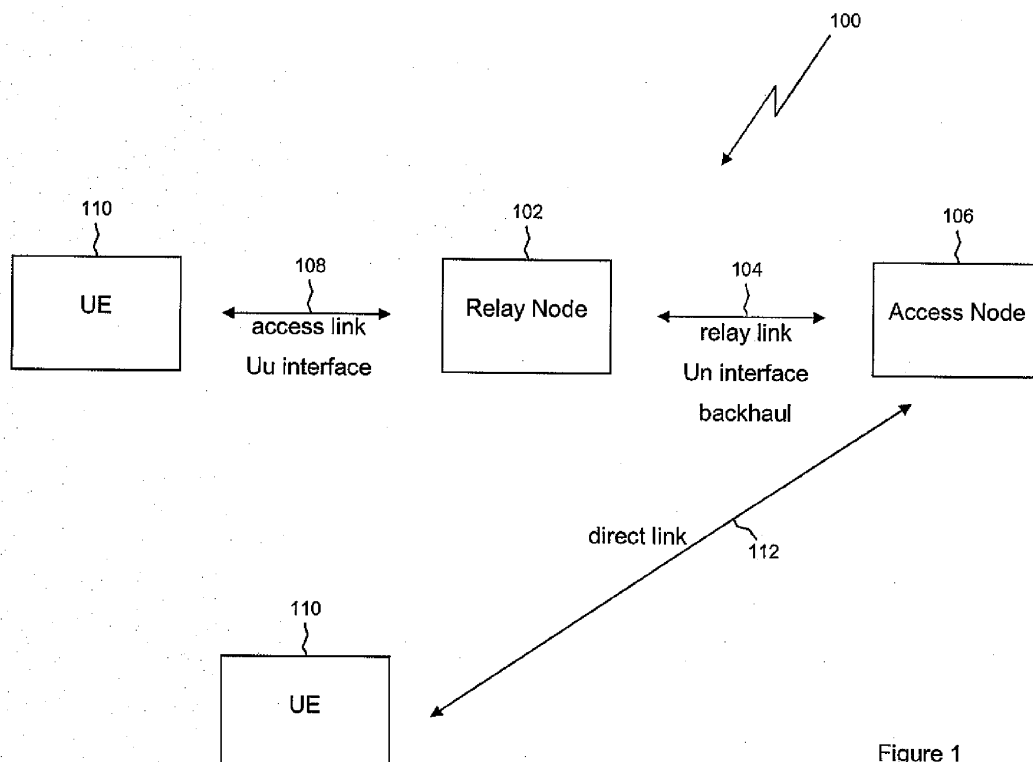 100
110
102
106
108
104
UE
Relay Node
Access Node
access link
relay link
Uu interface
Un interface
backhaul
direct link
112
110
UE
Figure 1